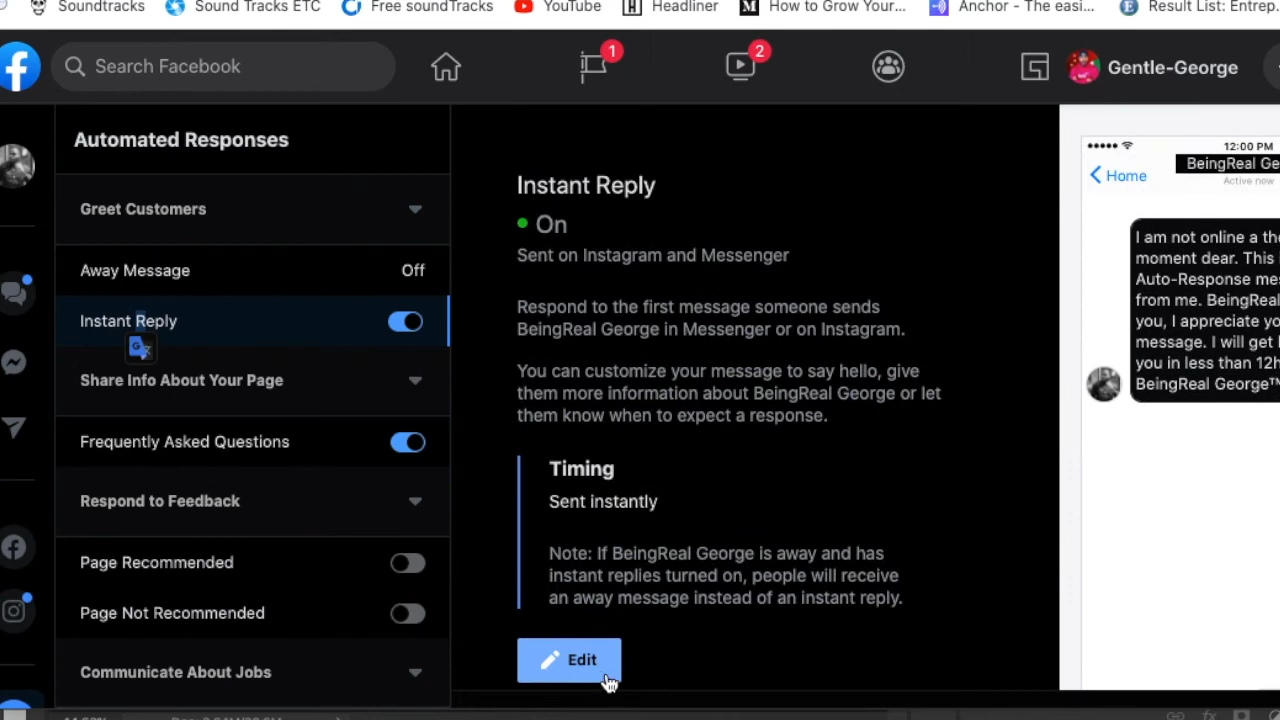 Soundtracks
Sound Tracks ETC
Free soundTracks
YouTube
Headliner
How to Grow Your...
Anchor - The easi...
Result List: Entrep.
Search Facebook
1
2
Gentle-George
Automated Responses
Greet Customers
Away Message
Off
Instant Reply
Share Info About Your Page
Frequently Asked Questions
Respond to Feedback
Page Recommended
Page Not Recommended
Communicate About Jobs
Instant Reply
On
Sent on Instagram and Messenger
Respond to the first message someone sends
BeingReal George in Messenger or on Instagram.
You can customize your message to say hello, give
them more information about BeingReal George or let
them know when to expect a response.
Timing
Sent instantly
Note: If BeingReal George is away and has
instant replies turned on, people will receive
an away message instead of an instant reply.
Edit
12:00 PM
Home
BeingReal Ge
Active now
I am not online a the
moment dear. This
Auto-Response mes
from me. BeingReal
you, I appreciate yo
message. I will get
you in less than 12h
BeingReal George™